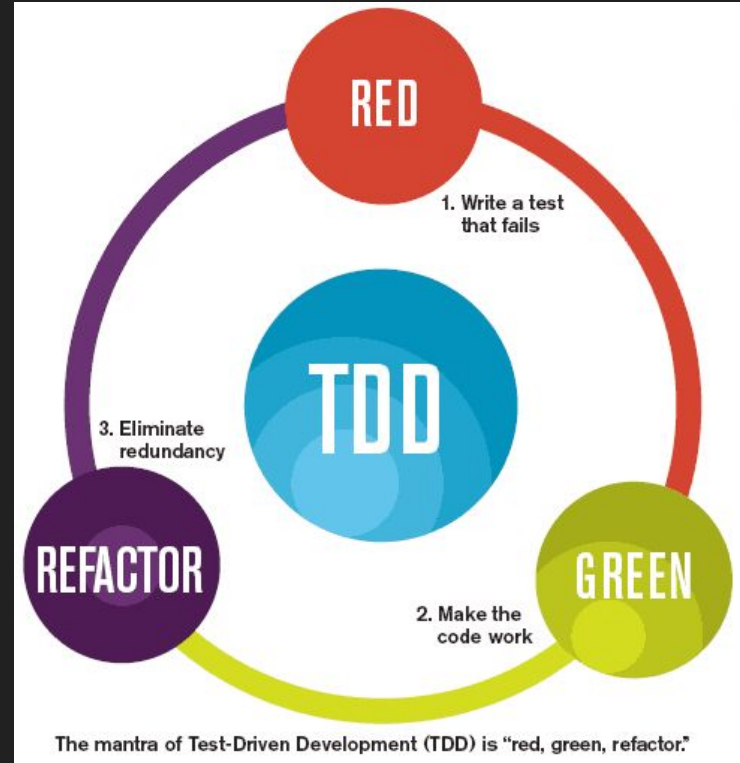 RED
1. Write a test
that fails
TDD
3. Eliminate
redundancy
REFACTOR
GREEN
2. Make the
code work
The mantra of Test-Driven Development (TDD) is “red, green, refactor.”